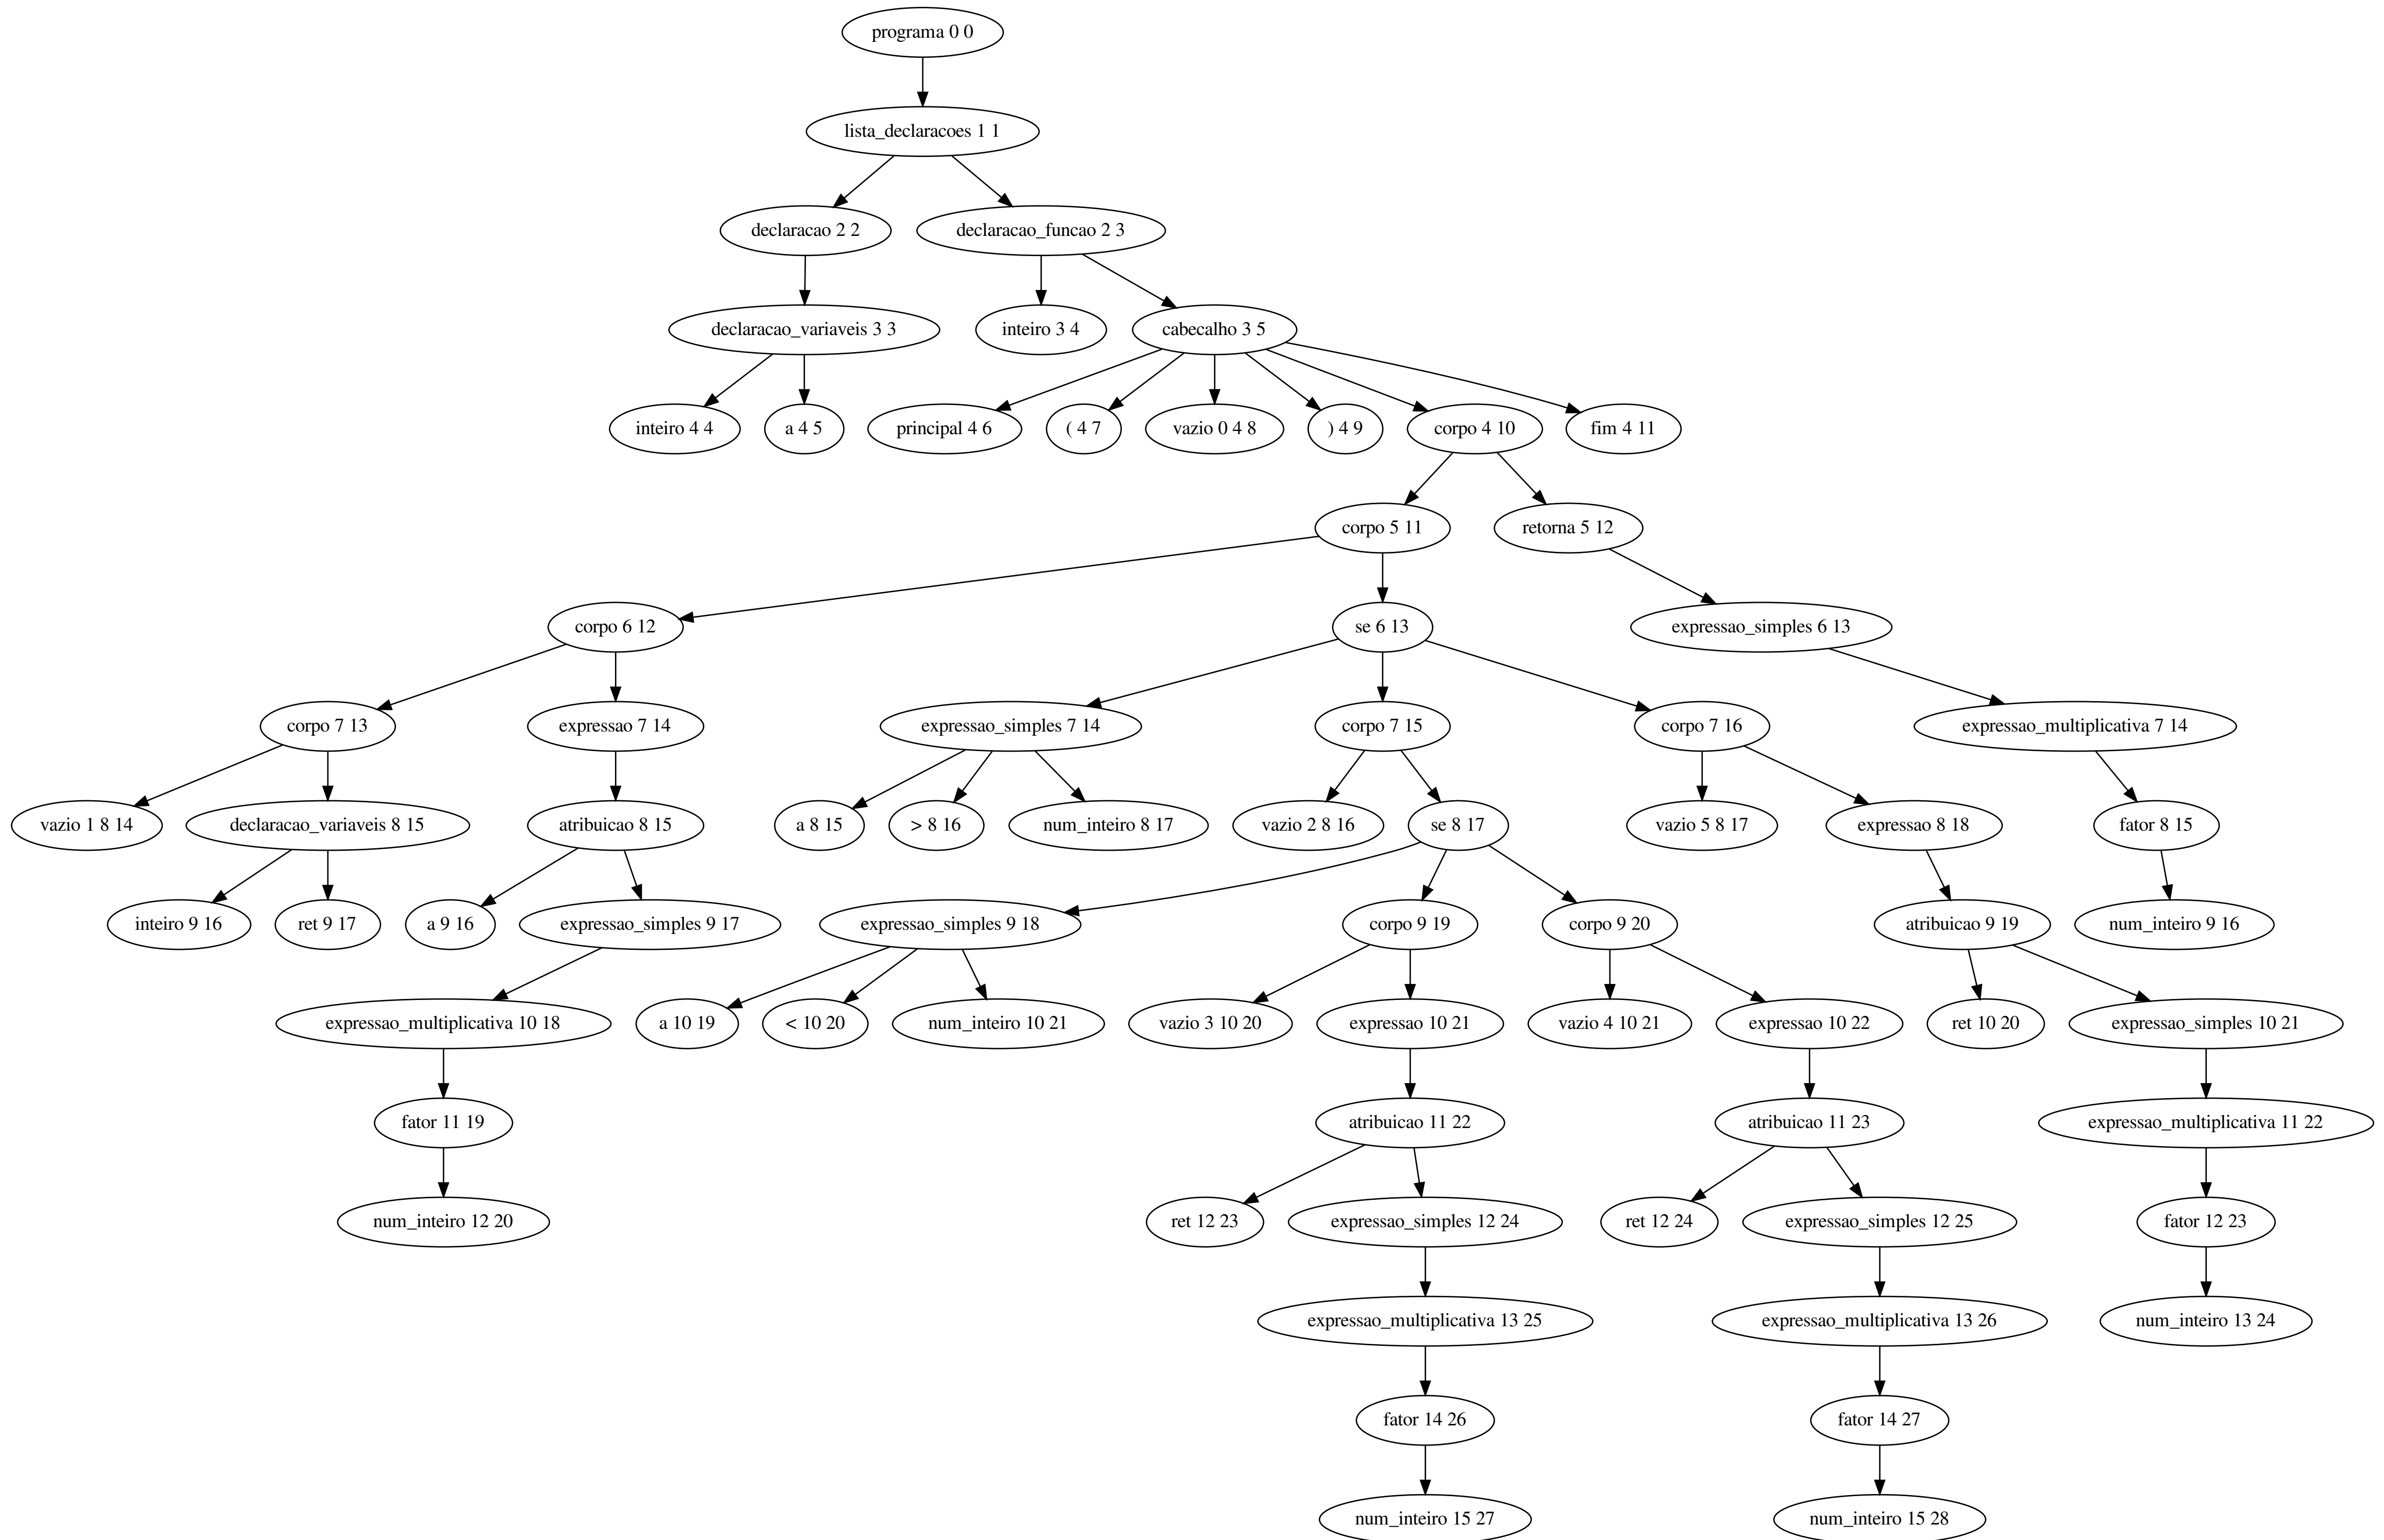 programa 0 0
lista_declaracoes 1 1
declaracao 2 2
declaracao_funcao 2 3
declaracao_variaveis 3 3
inteiro 3 4
cabecalho 3 5
inteiro 4 4
a 4 5
principal 4 6
( 4 7
vazio 0 4 8
) 4 9
corpo 4 10
fim 4 11
corpo 5 11
retorna 5 12
corpo 6 12
se 6 13
expressao_simples 6 13
corpo 7 13
expressao 7 14
expressao_simples 7 14
corpo 7 15
corpo 7 16
expressao_multiplicativa 7 14
vazio 1 8 14
declaracao_variaveis 8 15
atribuicao 8 15
a 8 15
> 8 16
num_inteiro 8 17
vazio 2 8 16
se 8 17
vazio 5 8 17
expressao 8 18
fator 8 15
inteiro 9 16
ret 9 17
a 9 16
expressao_simples 9 17
expressao_simples 9 18
corpo 9 19
corpo 9 20
atribuicao 9 19
num_inteiro 9 16
expressao_multiplicativa 10 18
a 10 19
< 10 20
num_inteiro 10 21
vazio 3 10 20
expressao 10 21
vazio 4 10 21
expressao 10 22
ret 10 20
expressao_simples 10 21
fator 11 19
atribuicao 11 22
atribuicao 11 23
expressao_multiplicativa 11 22
num_inteiro 12 20
ret 12 23
expressao_simples 12 24
ret 12 24
expressao_simples 12 25
fator 12 23
expressao_multiplicativa 13 25
expressao_multiplicativa 13 26
num_inteiro 13 24
fator 14 26
fator 14 27
num_inteiro 15 27
num_inteiro 15 28